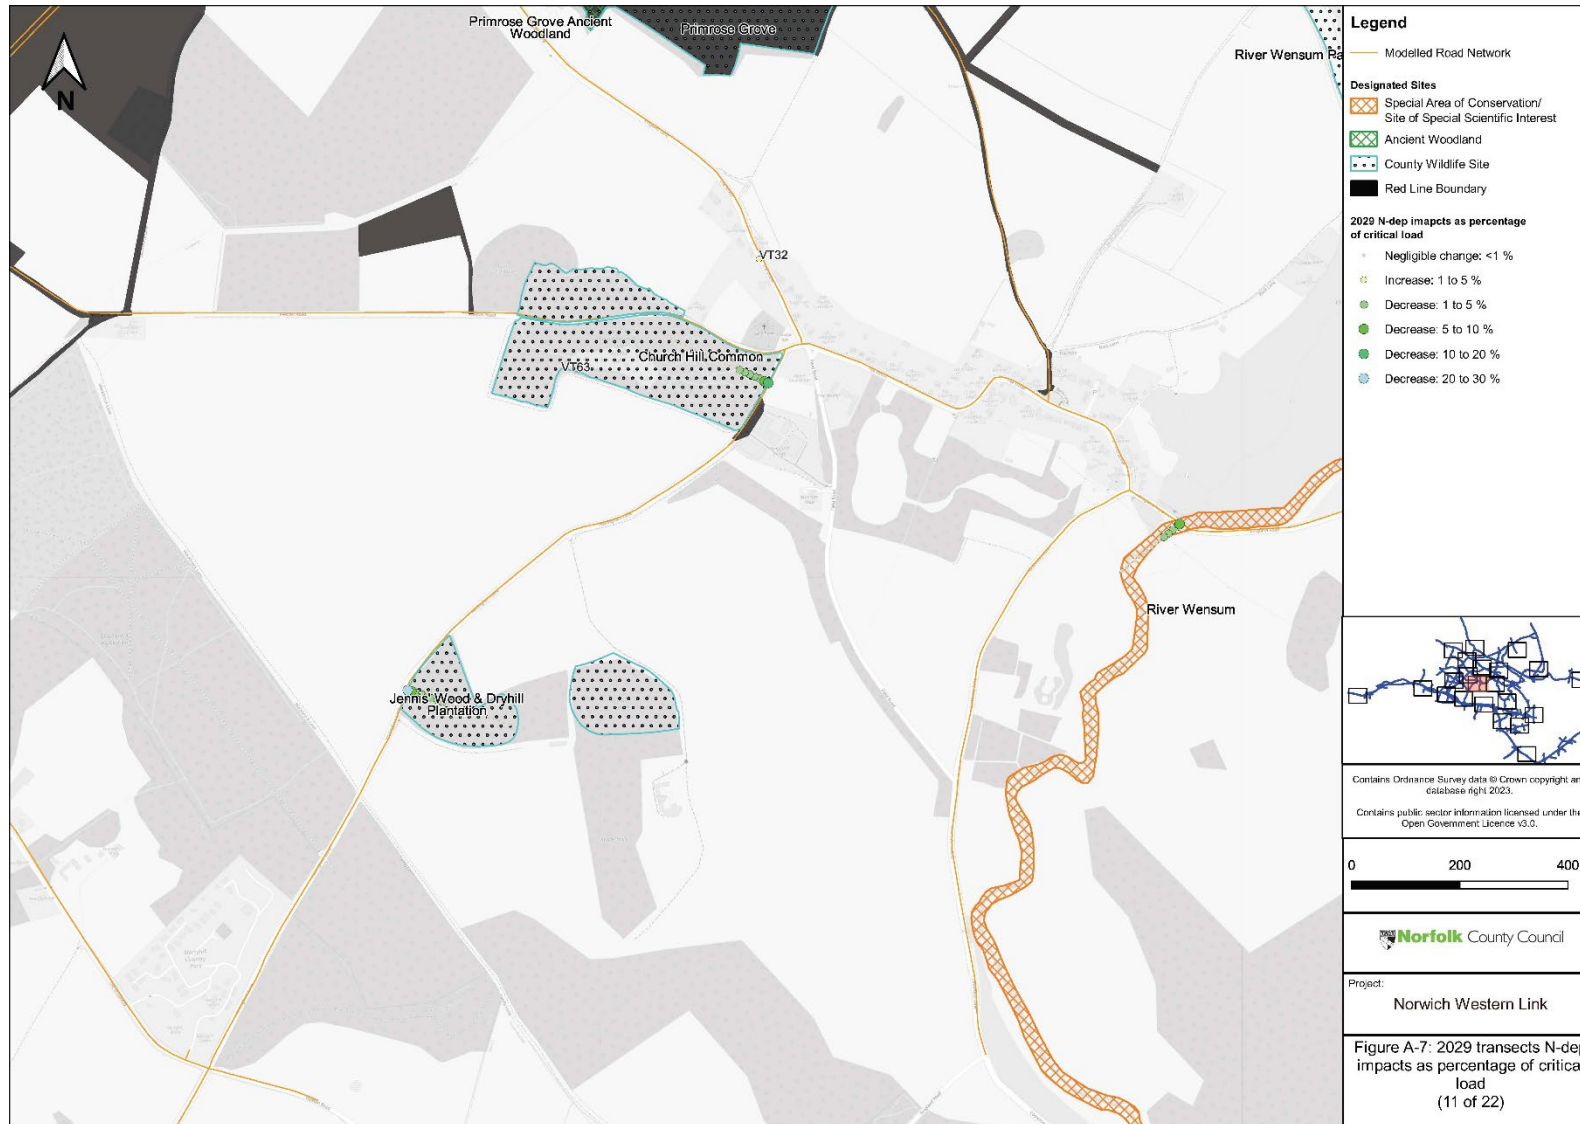 Primrose Grove Ancient
Woodland
Primrose Grove
River Wensum Pa
N
VT32
Church Hill Common
VT63
River Wensum
Jennis' Wood & Dryhill
Plantation
Legend
Modelled Road Network
Designated Sites
Special Area of Conservation/
Site of Special Scientific Interest
Ancient Woodland
County Wildlife Site
Red Line Boundary
2029 N-dep imapcts as percentage
of critical load
Negligible change: <1 %
Increase: 1 to 5 %
Decrease: 1 to 5 %
Decrease: 5 to 10 %
Decrease: 10 to 20 %
Decrease: 20 to 30 %
Contains Ordnance Survey data © Crown copyright an
database right 2023.
Contains public sector information licensed under the
Open Government Licence v3.0.
0 200 400
Norfolk County Council
Project:
Norwich Western Link
Figure A-7: 2029 transects N-dep
impacts as percentage of critica
load
(11 of 22)